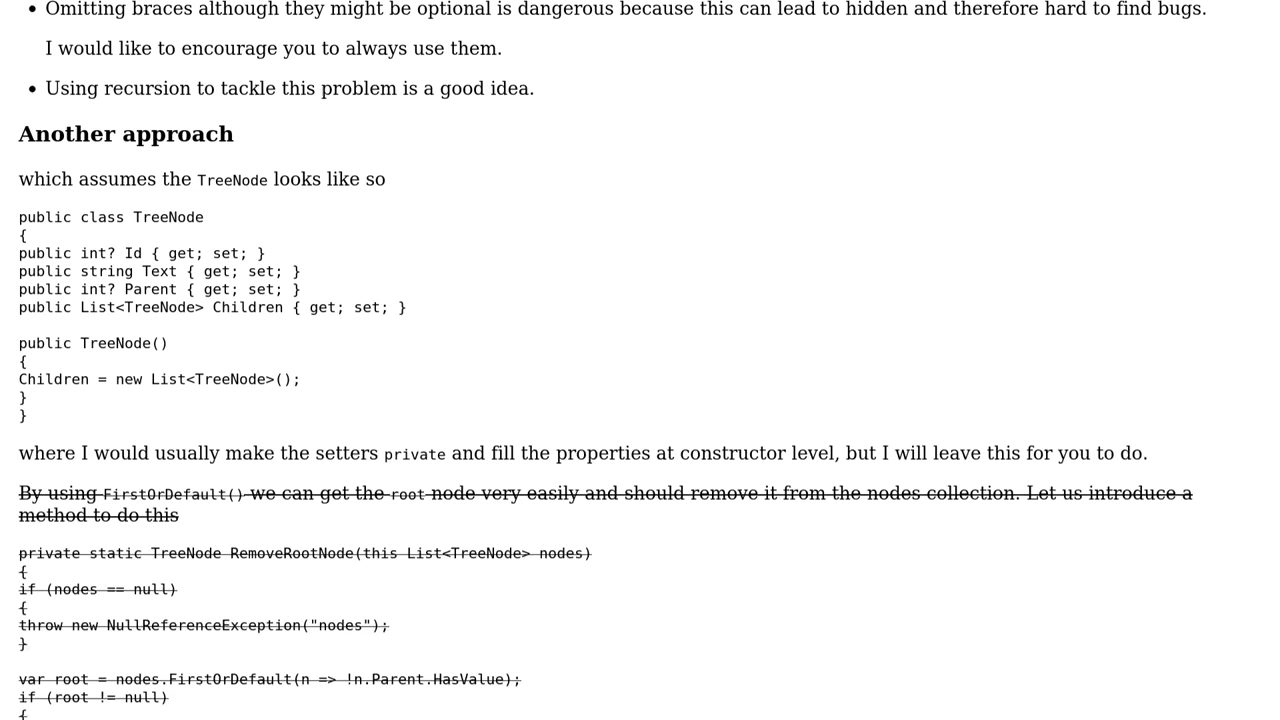 Omitting braces although they might be optional is dangerous because this can lead to hidden and therefore hard to find bugs.
I would like to encourage you to always use them.
Using recursion to tackle this problem is a good idea.
Another approach
which assumes the TreeNode looks like so
public class TreeNode
{
public int? Id { get; set; }
public string Text { get; set; }
public int? Parent { get; set; }
public List<TreeNode> Children { get; set; }
public TreeNode()
{
Children = new List<TreeNode>();
}
}
where I would usually make the setters private and fill the properties at constructor level, but I will leave this for you to do.
By using FirstOrDefault() we can get the root node very easily and should remove it from the nodes collection. Let us introduce a
method to do this
private static TreeNode RemoveRootNode(this List<TreeNode> nodes)
{
if (nodes == null)
{
throw new NullReferenceException("nodes");
}
var root = nodes.FirstOrDefault(n => !n.Parent.HasValue);
if (root != null)
{